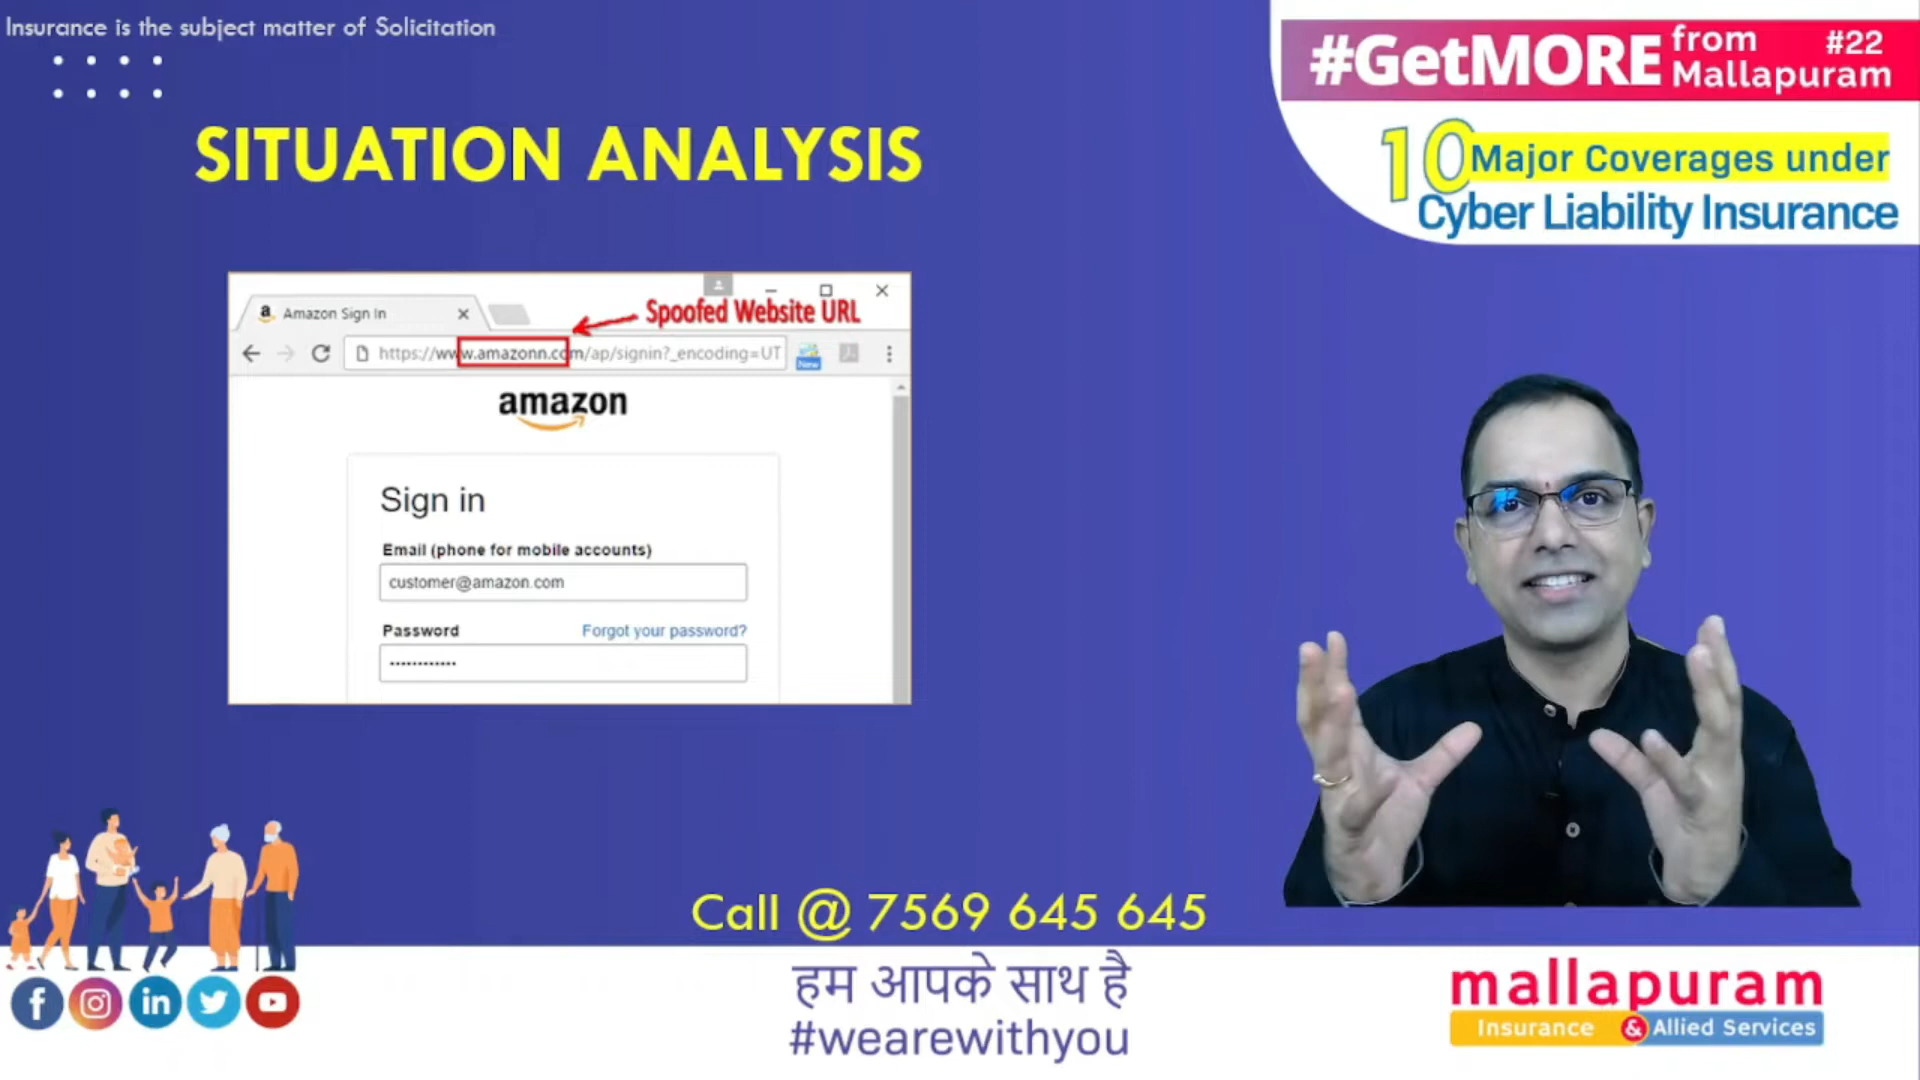 Insurance is the subject matter of Solicitation
#GetMORE from Mallapuram #22
10 Major Coverages under
Cyber Liability Insurance
SITUATION ANALYSIS
a Amazon Sign In
Spoofed Website URL
https://www.amazonn.com/ap/signin?_encoding=UT
New
amazon
Sign in
Email (phone for mobile accounts)
customer@amazon.com
Password Forgot your password?
Call @ 7569 645 645
हम आपके साथ है
#wearewithyou
mallapuram
Insurance & Allied Services